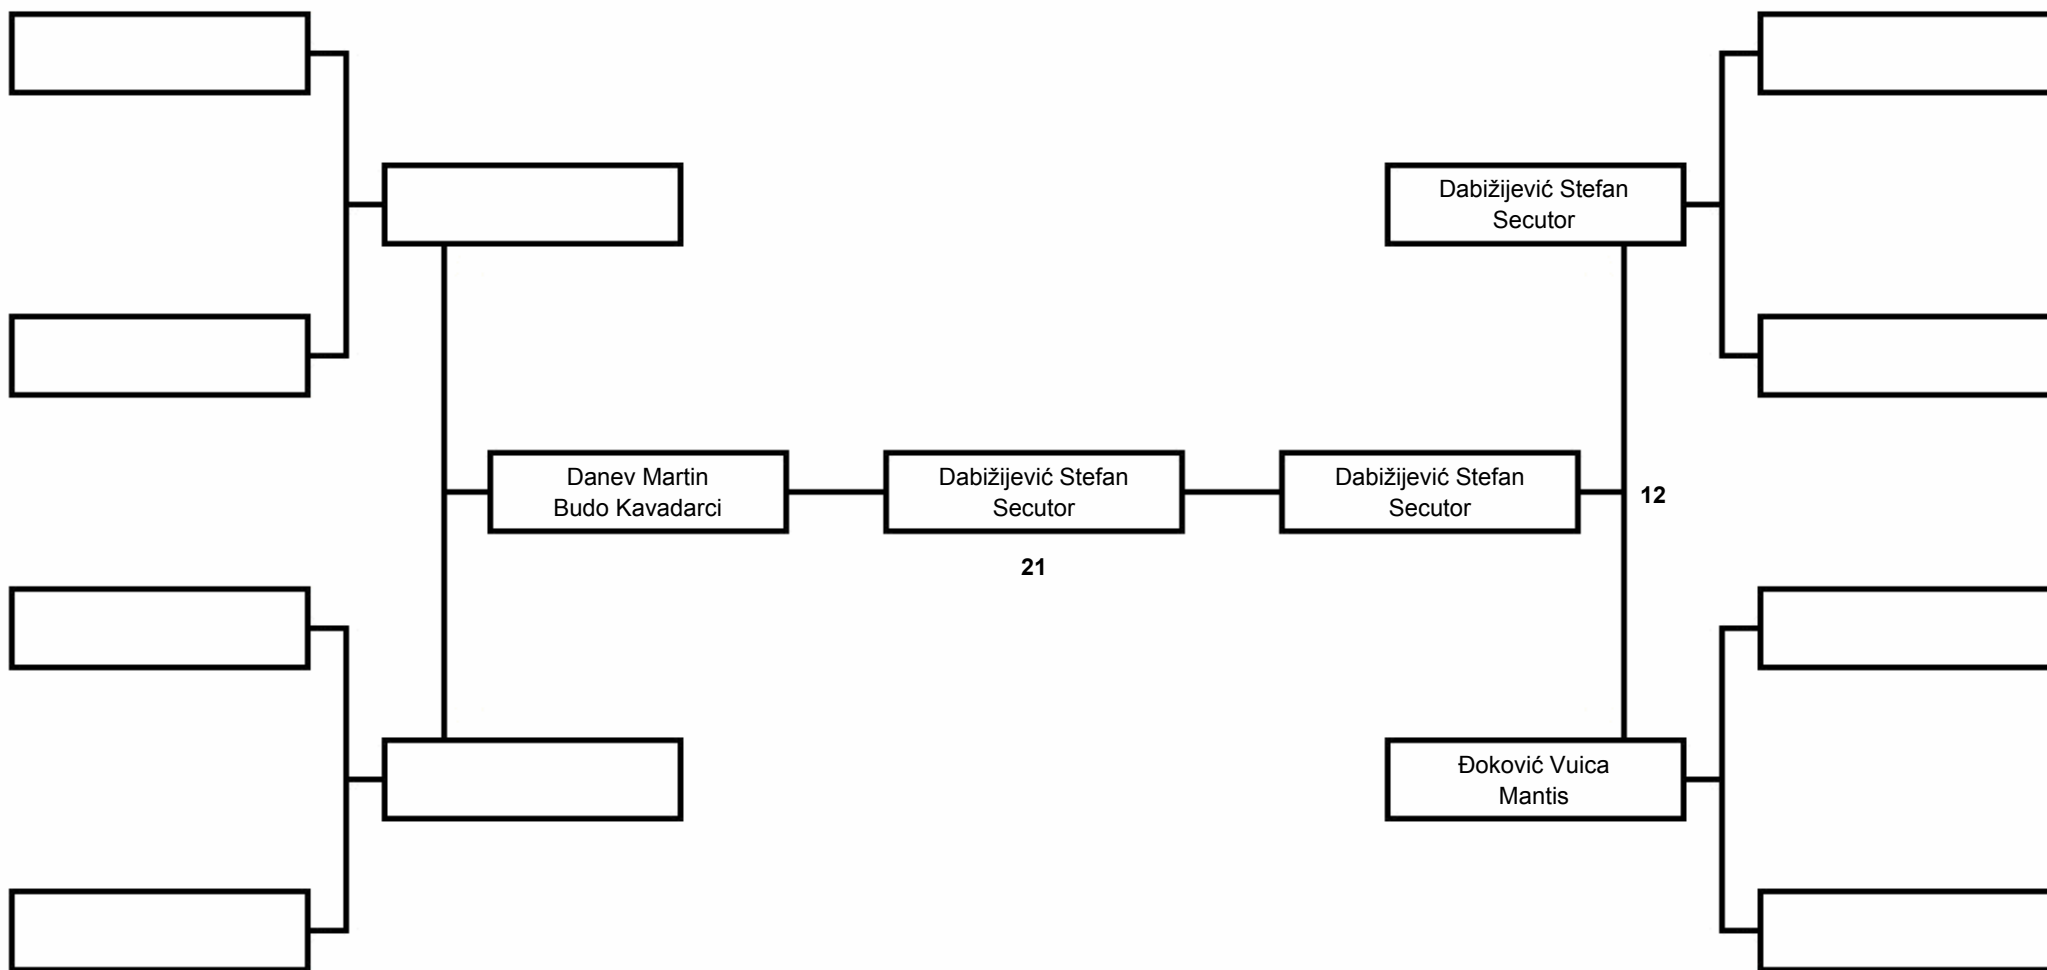 Dabižijević Stefan
Secutor
Danev Martin
Budo Kavadarci
Dabižijević Stefan
Secutor
Dabižijević Stefan
Secutor
12
21
Đoković Vuica
Mantis